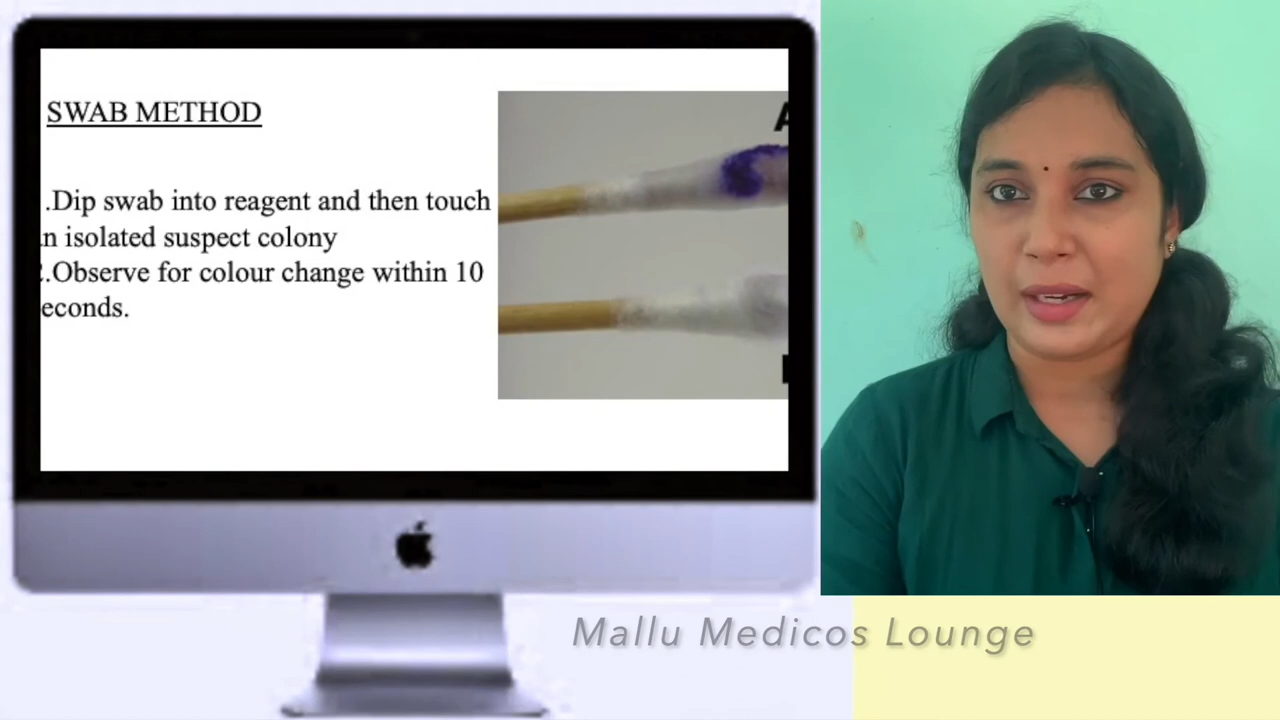 SWAB METHOD
.Dip swab into reagent and then touch
n isolated suspect colony
.Observe for colour change within 10
econds.
A
Mallu Medicos Lounge